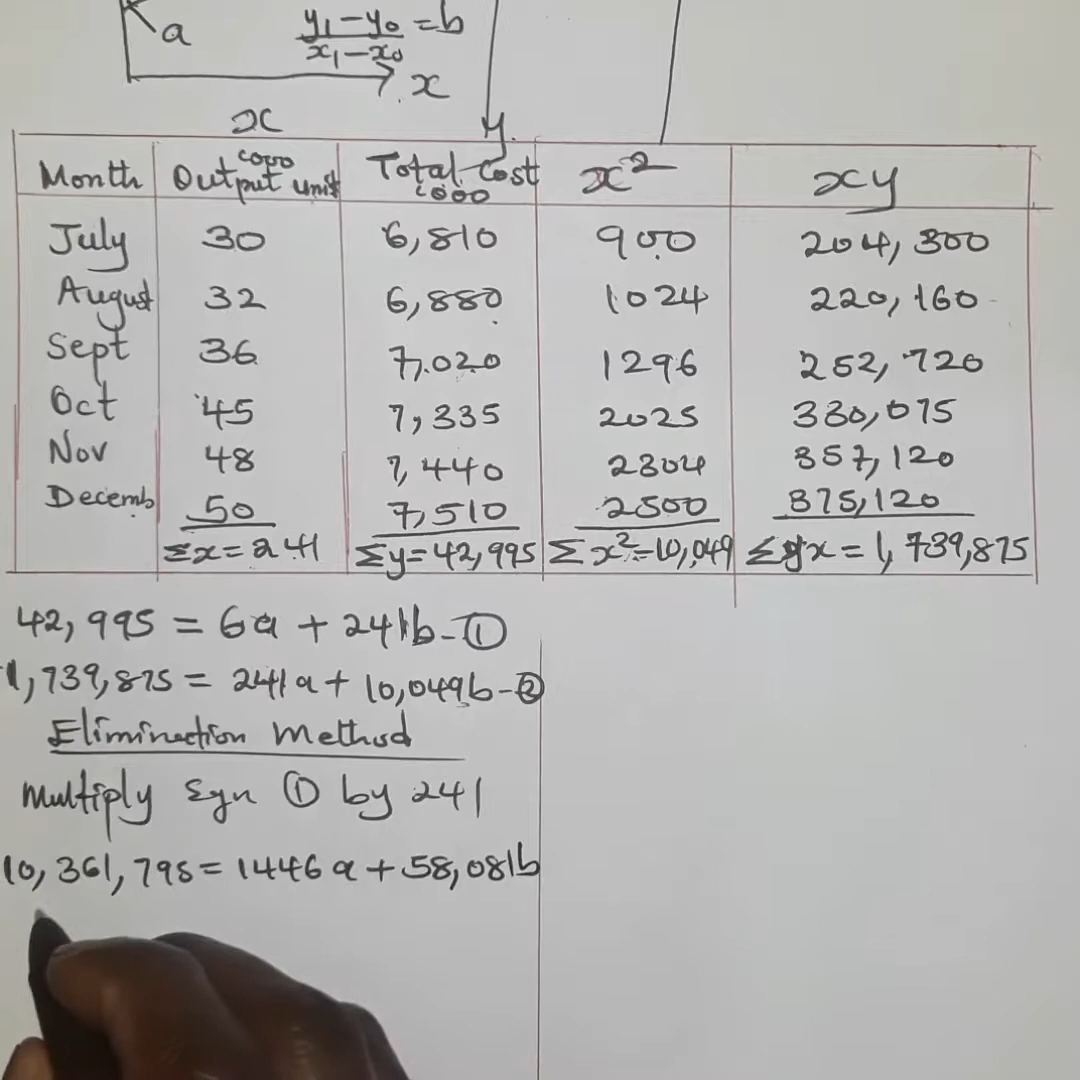 a y₁-y₀/x₁-x₀ =b
x
x y
Month Output unit '000 Total Cost '000 x² xy
July 30 6,810 900 204,300
August 32 6,880 1024 220,160
Sept 36 7,020 1296 252,720
Oct 45 7,335 2025 330,075
Nov 48 7,440 2304 357,120
Decemb 50 7,510 2500 375,120
Σx=241 Σy=42,995 Σx²=10,049 Σyx=1,739,875
42,995 = 6a + 241b-①
1,739,875= 241a+ 10,049b-②
Elimination Method
multiply Eqn ① by 241
10,361,795=1446a+58,081b